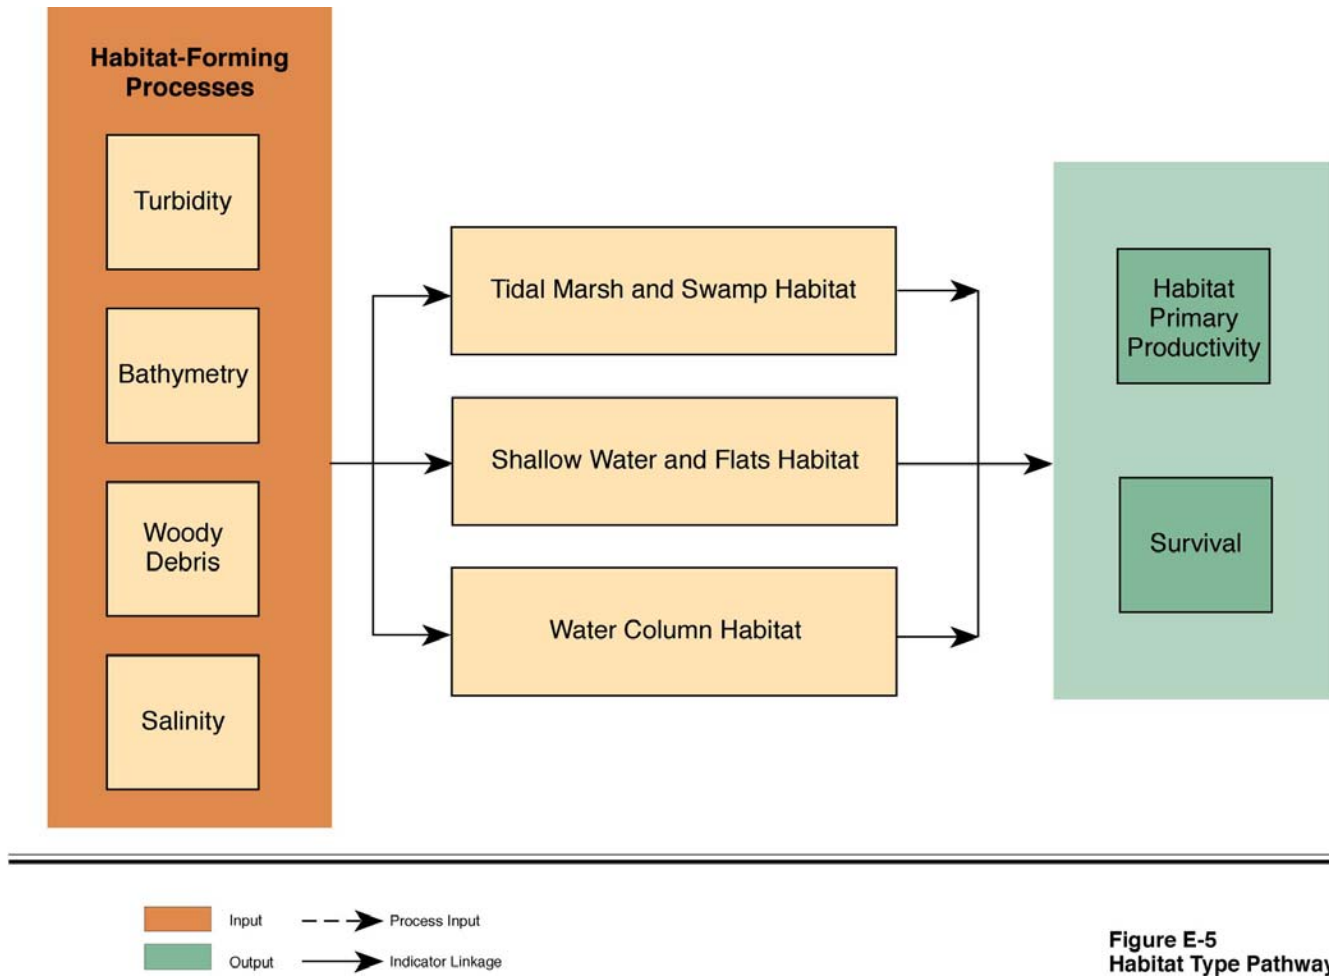 Habitat-Forming
Processes
Turbidity
Bathymetry
Woody
Debris
Salinity
Tidal Marsh and Swamp Habitat
Shallow Water and Flats Habitat
Water Column Habitat
Habitat
Primary
Productivity
Survival
Input
Process Input
Output
Indicator Linkage
Figure E-5
Habitat Type Pathway